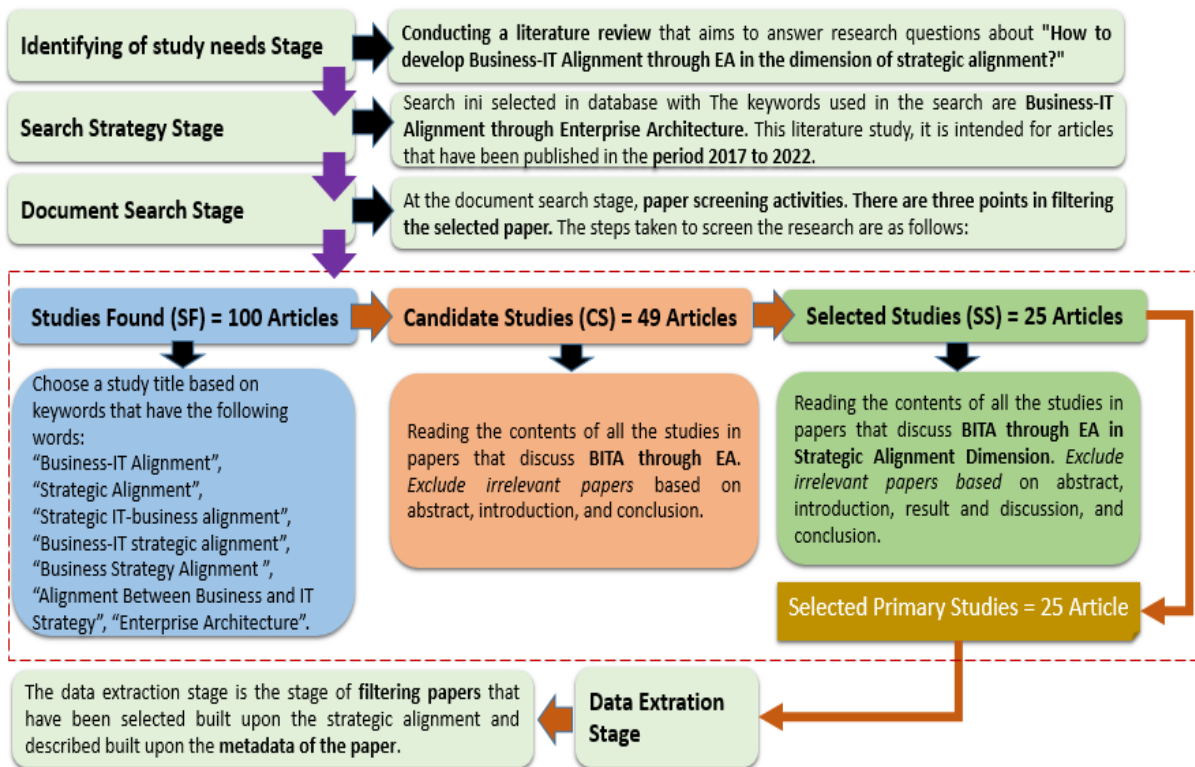 Identifying of study needs Stage
Conducting a literature review that aims to answer research questions about "How to
develop Business-IT Alignment through EA in the dimension of strategic alignment?"
Search Strategy Stage
Search ini selected in database with The keywords used in the search are Business-IT
Alignment through Enterprise Architecture. This literature study, it is intended for articles
that have been published in the period 2017 to 2022.
Document Search Stage
At the document search stage, paper screening activities. There are three points in filtering
the selected paper. The steps taken to screen the research are as follows:
Studies Found (SF) = 100 Articles
Candidate Studies (CS) = 49 Articles
Selected Studies (SS) = 25 Articles
Choose a study title based on
keywords that have the following
words:
“Business-IT Alignment”,
“Strategic Alignment”,
“Strategic IT-business alignment”,
“Business-IT strategic alignment”,
“Business Strategy Alignment ”,
“Alignment Between Business and IT
Strategy”, “Enterprise Architecture”.
Reading the contents of all the studies in
papers that discuss BITA through EA.
Exclude irrelevant papers based on
abstract, introduction, and conclusion.
Reading the contents of all the studies in
papers that discuss BITA through EA in
Strategic Alignment Dimension. Exclude
irrelevant papers based on abstract,
introduction, result and discussion, and
conclusion.
Selected Primary Studies = 25 Article
Data Extration
Stage
The data extraction stage is the stage of filtering papers that
have been selected built upon the strategic alignment and
described built upon the metadata of the paper.